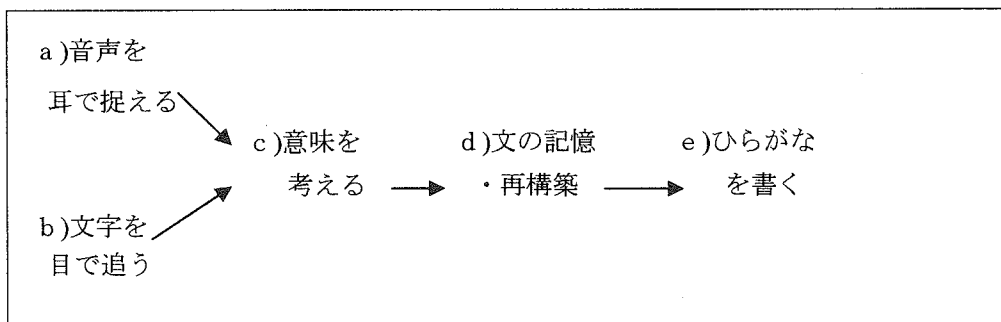 a)音声を
耳で捉える
c)意味を
考える
d)文の記憶
・再構築
e)ひらがな
を書く
b)文字を
目で追う